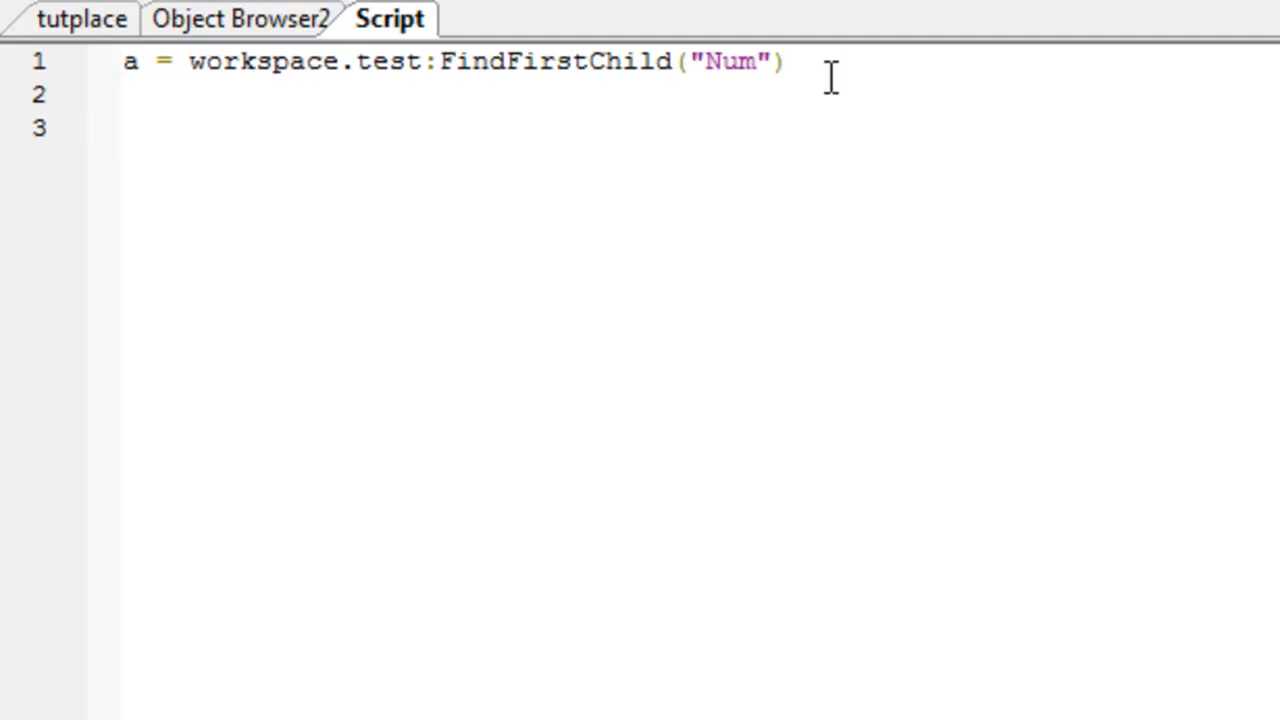 tutplace Object Browser2 Script
1 a = workspace.test:FindFirstChild("Num")
2
3